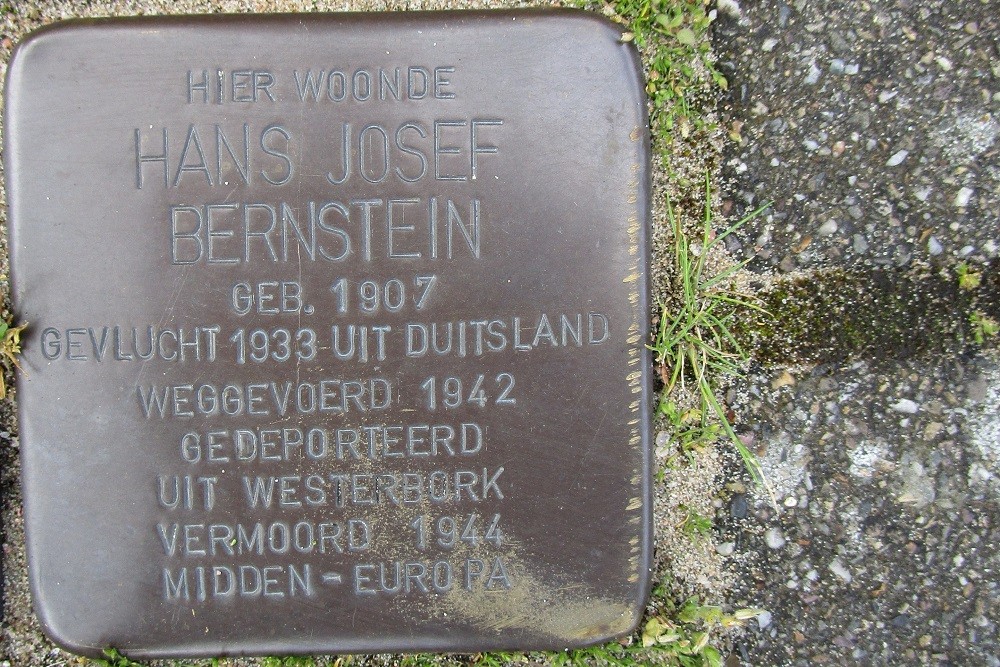 HIER WOONDE
HANS JOSEF
BERNSTEIN
GEB. 1907
GEVLUCHT 1933 UIT DUITSLAND
WEGGEVOERD 1942
GEDEPORTEERD
UIT WESTERBORK
VERMOORD 1944
MIDDEN-EUROPA